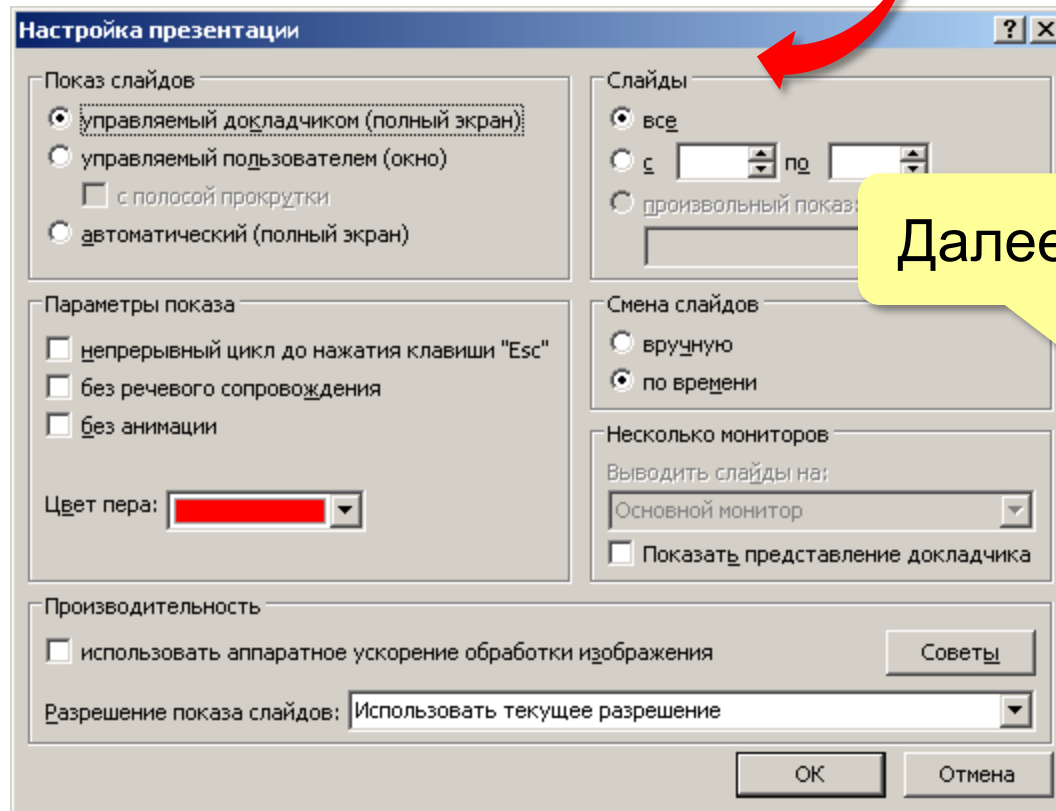 Настройка презентации
Показ слайдов
управляемый докладчиком (полный экран)
управляемый пользователем (окно)
с полосой прокрутки
автоматический (полный экран)
Слайды
все
с по
произвольный показ:
Далее
Параметры показа
непрерывный цикл до нажатия клавиши "Esc"
без речевого сопровождения
без анимации
Цвет пера:
Смена слайдов
вручную
по времени
Несколько мониторов
Выводить слайды на:
Основной монитор
Показать представление докладчика
Производительность
использовать аппаратное ускорение обработки изображения
Советы
Разрешение показа слайдов: Использовать текущее разрешение
ОК Отмена